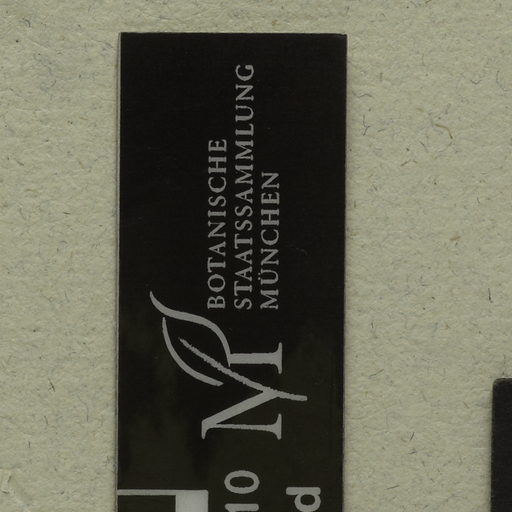 BOTANISCHE
STAATSSAMMLUNG
MÜNCHEN
M
10
d